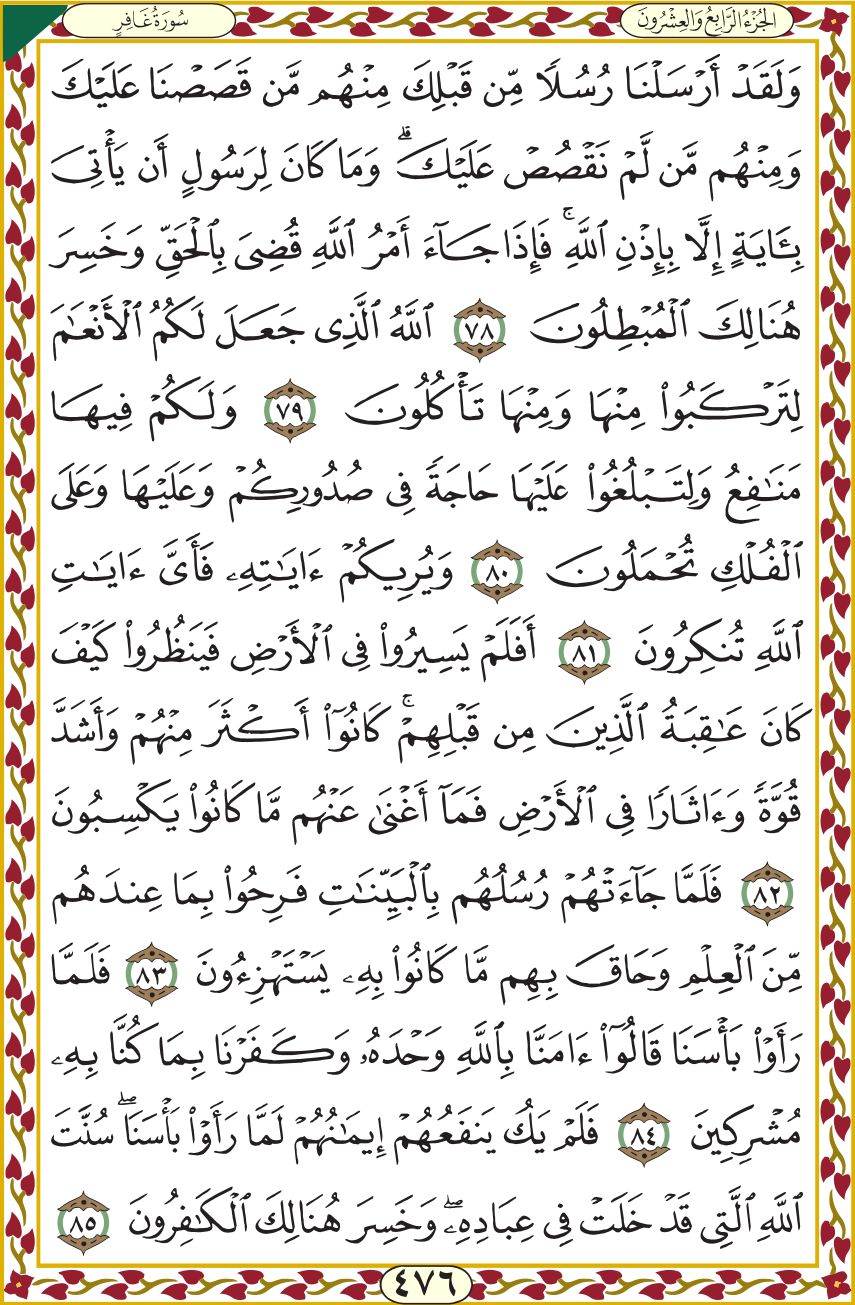 الجُزْءُ الرَّابِعُ وَالعِشْرُونَ
سُورَةُ غَافِرٍ
وَلَقَدْ أَرْسَلْنَا رُسُلًا مِّن قَبْلِكَ مِنْهُم مَّن قَصَصْنَا عَلَيْكَ
وَمِنْهُم مَّن لَّمْ نَقْصُصْ عَلَيْكَ ۗ وَمَا كَانَ لِرَسُولٍ أَن يَأْتِىَ
بِـَٔايَةٍ إِلَّا بِإِذْنِ ٱللَّهِ ۚ فَإِذَا جَآءَ أَمْرُ ٱللَّهِ قُضِىَ بِٱلْحَقِّ وَخَسِرَ
هُنَالِكَ ٱلْمُبْطِلُونَ ٧٨ ٱللَّهُ ٱلَّذِى جَعَلَ لَكُمُ ٱلْأَنْعَـٰمَ
لِتَرْكَبُوا۟ مِنْهَا وَمِنْهَا تَأْكُلُونَ ٧٩ وَلَكُمْ فِيهَا
مَنَـٰفِعُ وَلِتَبْلُغُوا۟ عَلَيْهَا حَاجَةً فِى صُدُورِكُمْ وَعَلَيْهَا وَعَلَى
ٱلْفُلْكِ تُحْمَلُونَ ٨٠ وَيُرِيكُمْ ءَايَـٰتِهِۦ فَأَىَّ ءَايَـٰتِ
ٱللَّهِ تُنكِرُونَ ٨١ أَفَلَمْ يَسِيرُوا۟ فِى ٱلْأَرْضِ فَيَنظُرُوا۟ كَيْفَ
كَانَ عَـٰقِبَةُ ٱلَّذِينَ مِن قَبْلِهِمْ ۚ كَانُوٓا۟ أَكْثَرَ مِنْهُمْ وَأَشَدَّ
قُوَّةً وَءَاثَارًا فِى ٱلْأَرْضِ فَمَآ أَغْنَىٰ عَنْهُم مَّا كَانُوا۟ يَكْسِبُونَ
٨٢ فَلَمَّا جَآءَتْهُمْ رُسُلُهُم بِٱلْبَيِّنَـٰتِ فَرِحُوا۟ بِمَا عِندَهُم
مِّنَ ٱلْعِلْمِ وَحَاقَ بِهِم مَّا كَانُوا۟ بِهِۦ يَسْتَهْزِءُونَ ٨٣ فَلَمَّا
رَأَوْا۟ بَأْسَنَا قَالُوٓا۟ ءَامَنَّا بِٱللَّهِ وَحْدَهُۥ وَكَفَرْنَا بِمَا كُنَّا بِهِۦ
مُشْرِكِينَ ٨٤ فَلَمْ يَكُ يَنفَعُهُمْ إِيمَـٰنُهُمْ لَمَّا رَأَوْا۟ بَأْسَنَا ۖ سُنَّتَ
ٱللَّهِ ٱلَّتِى قَدْ خَلَتْ فِى عِبَادِهِۦ ۖ وَخَسِرَ هُنَالِكَ ٱلْكَـٰفِرُونَ ٨٥
٤٧٦